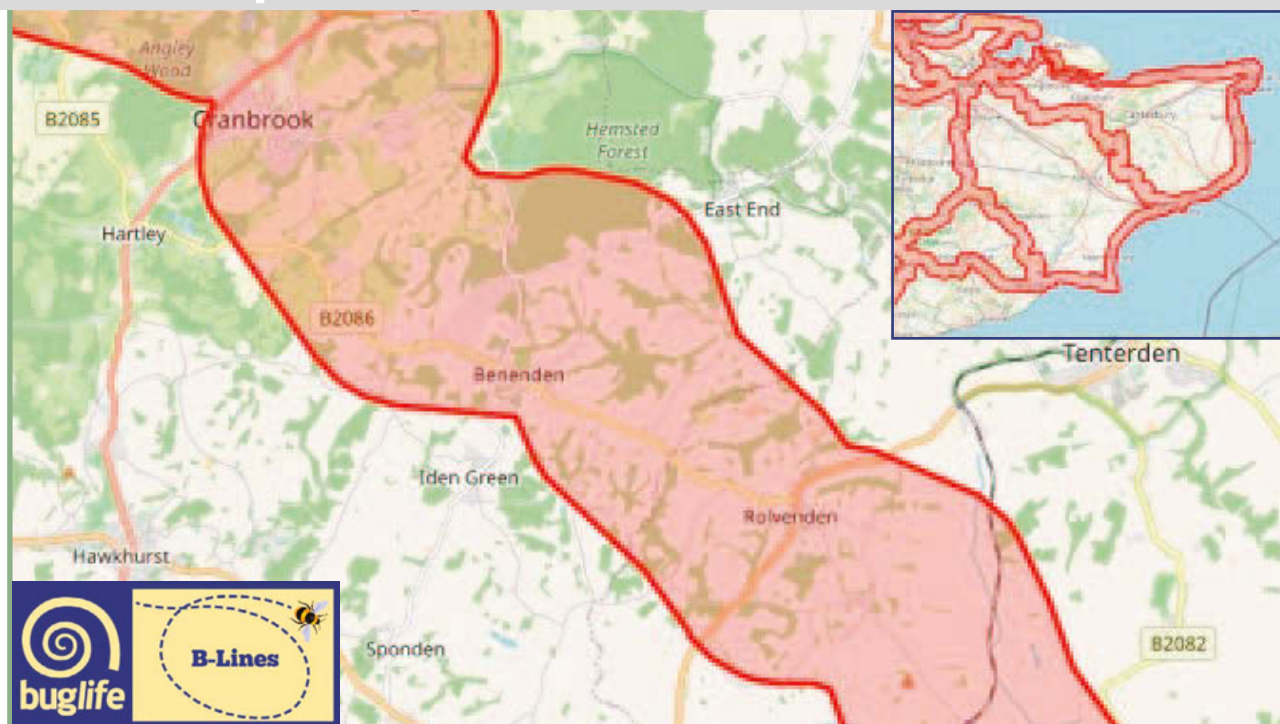 Angley
Wood
B2085
Cranbrook
Hemsted
Forest
Canterbury
East End
Hartley
B2086
Tenterden
Benenden
Iden Green
Rolvenden
Hawkhurst
B-Lines
buglife
Sponden
B2082